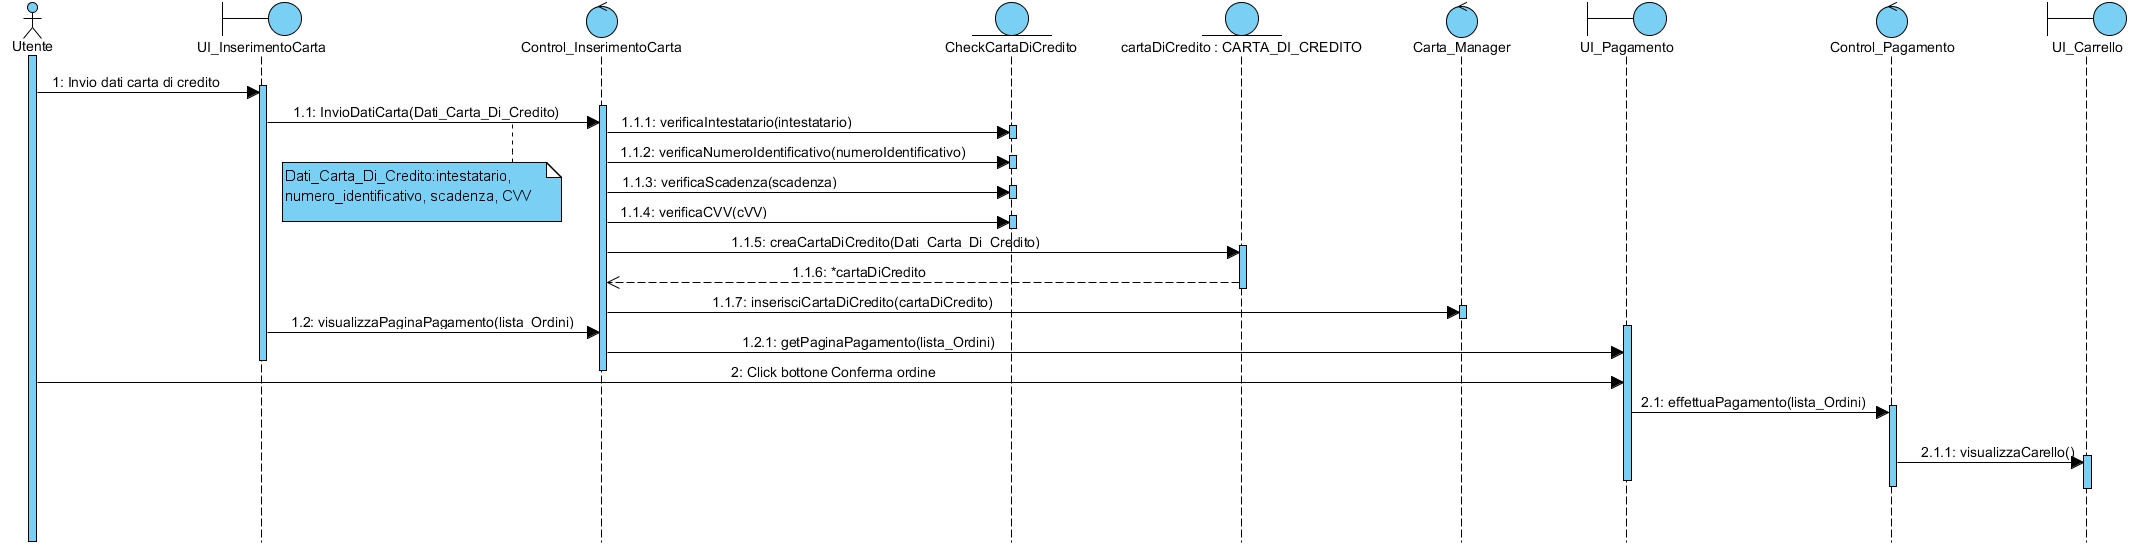 Utente
UI_InserimentoCarta
Control_InserimentoCarta
CheckCartaDiCredito
cartaDiCredito : CARTA_DI_CREDITO
Carta_Manager
UI_Pagamento
Control_Pagamento
UI_Carrello
1: Invio dati carta di credito
1.1: InvioDatiCarta(Dati_Carta_Di_Credito)
Dati_Carta_Di_Credito:intestatario,
numero_identificativo, scadenza, CVV
1.1.1: verificaIntestatario(intestatario)
1.1.2: verificaNumeroIdentificativo(numeroIdentificativo)
1.1.3: verificaScadenza(scadenza)
1.1.4: verificaCVV(cVV)
1.1.5: creaCartaDiCredito(Dati_Carta_Di_Credito)
1.1.6: *cartaDiCredito
1.1.7: inserisciCartaDiCredito(cartaDiCredito)
1.2: visualizzaPaginaPagamento(lista_Ordini)
1.2.1: getPaginaPagamento(lista_Ordini)
2: Click bottone Conferma ordine
2.1: effettuaPagamento(lista_Ordini)
2.1.1: visualizzaCarello()